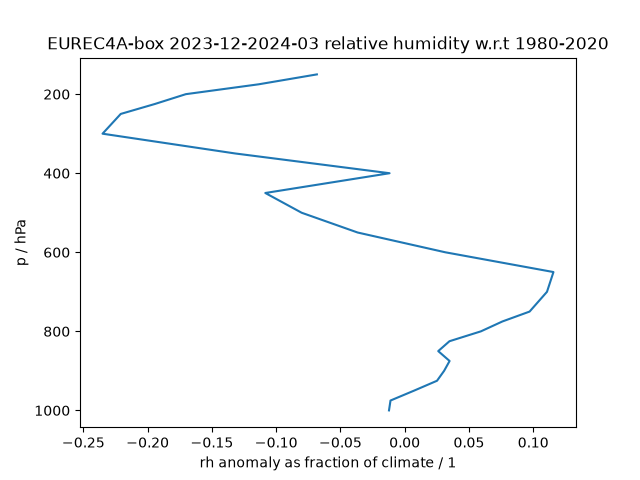 EUREC4A-box 2023-12-2024-03 relative humidity w.r.t 1980-2020
p / hPa
200
400
600
800
1000
−0.25 −0.20 −0.15 −0.10 −0.05 0.00 0.05 0.10
rh anomaly as fraction of climate / 1